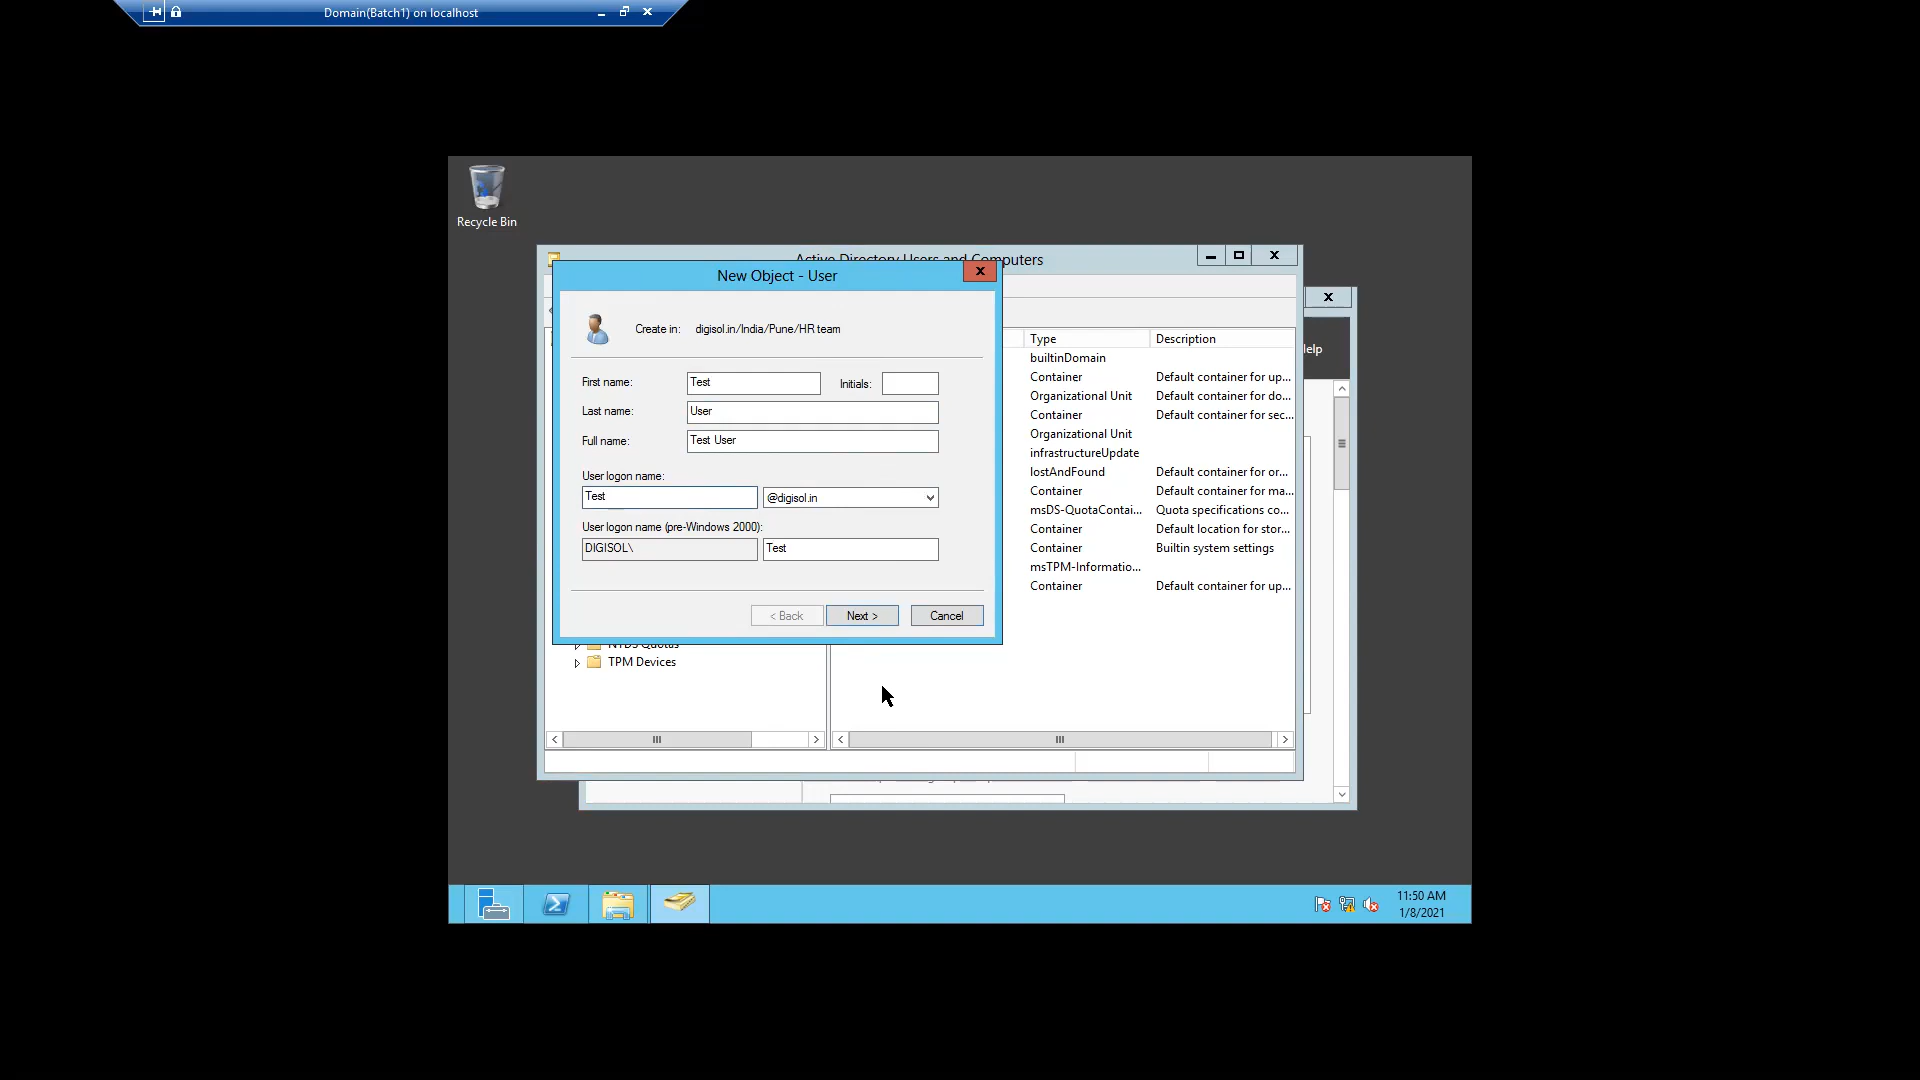 Domain(Batch1) on localhost
Recycle Bin
Active Directory Users and Computers
New Object - User
Create in: digisol.in/India/Pune/HR team
First name: Test Initials:
Last name: User
Full name: Test User
User logon name:
Test @digisol.in
User logon name (pre-Windows 2000):
DIGISOL\ Test
< Back Next > Cancel
Type Description
builtinDomain
Container Default container for up...
Organizational Unit Default container for do...
Container Default container for sec...
Organizational Unit
infrastructureUpdate
lostAndFound Default container for or...
Container Default container for ma...
msDS-QuotaContai... Quota specifications co...
Container Default location for stor...
Container Builtin system settings
msTPM-Informatio...
Container Default container for up...
elp
NTDS Quotas
TPM Devices
11:50 AM
1/8/2021